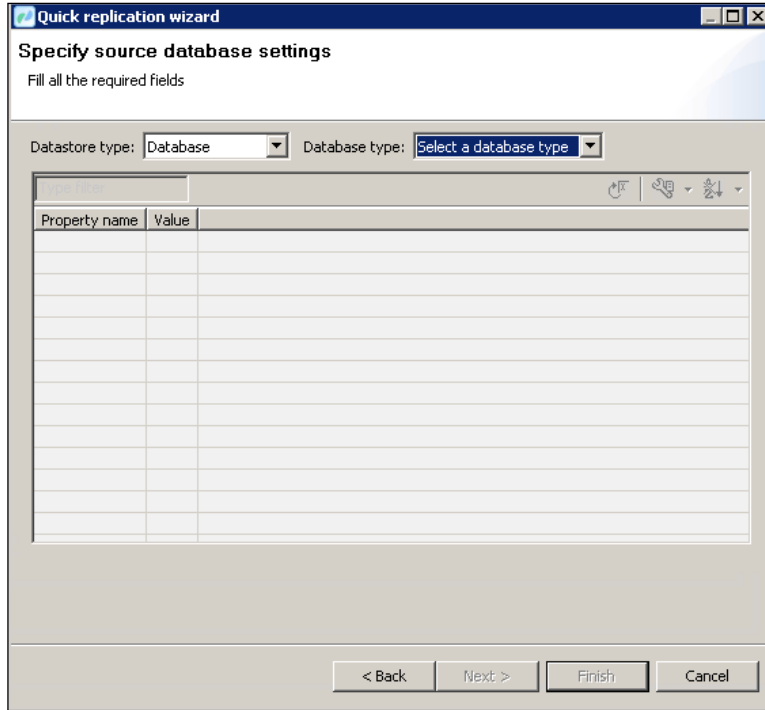 Quick replication wizard
Specify source database settings
Fill all the required fields
Datastore type: Database Database type: Select a database type
Type filter
Property name Value
< Back Next > Finish Cancel